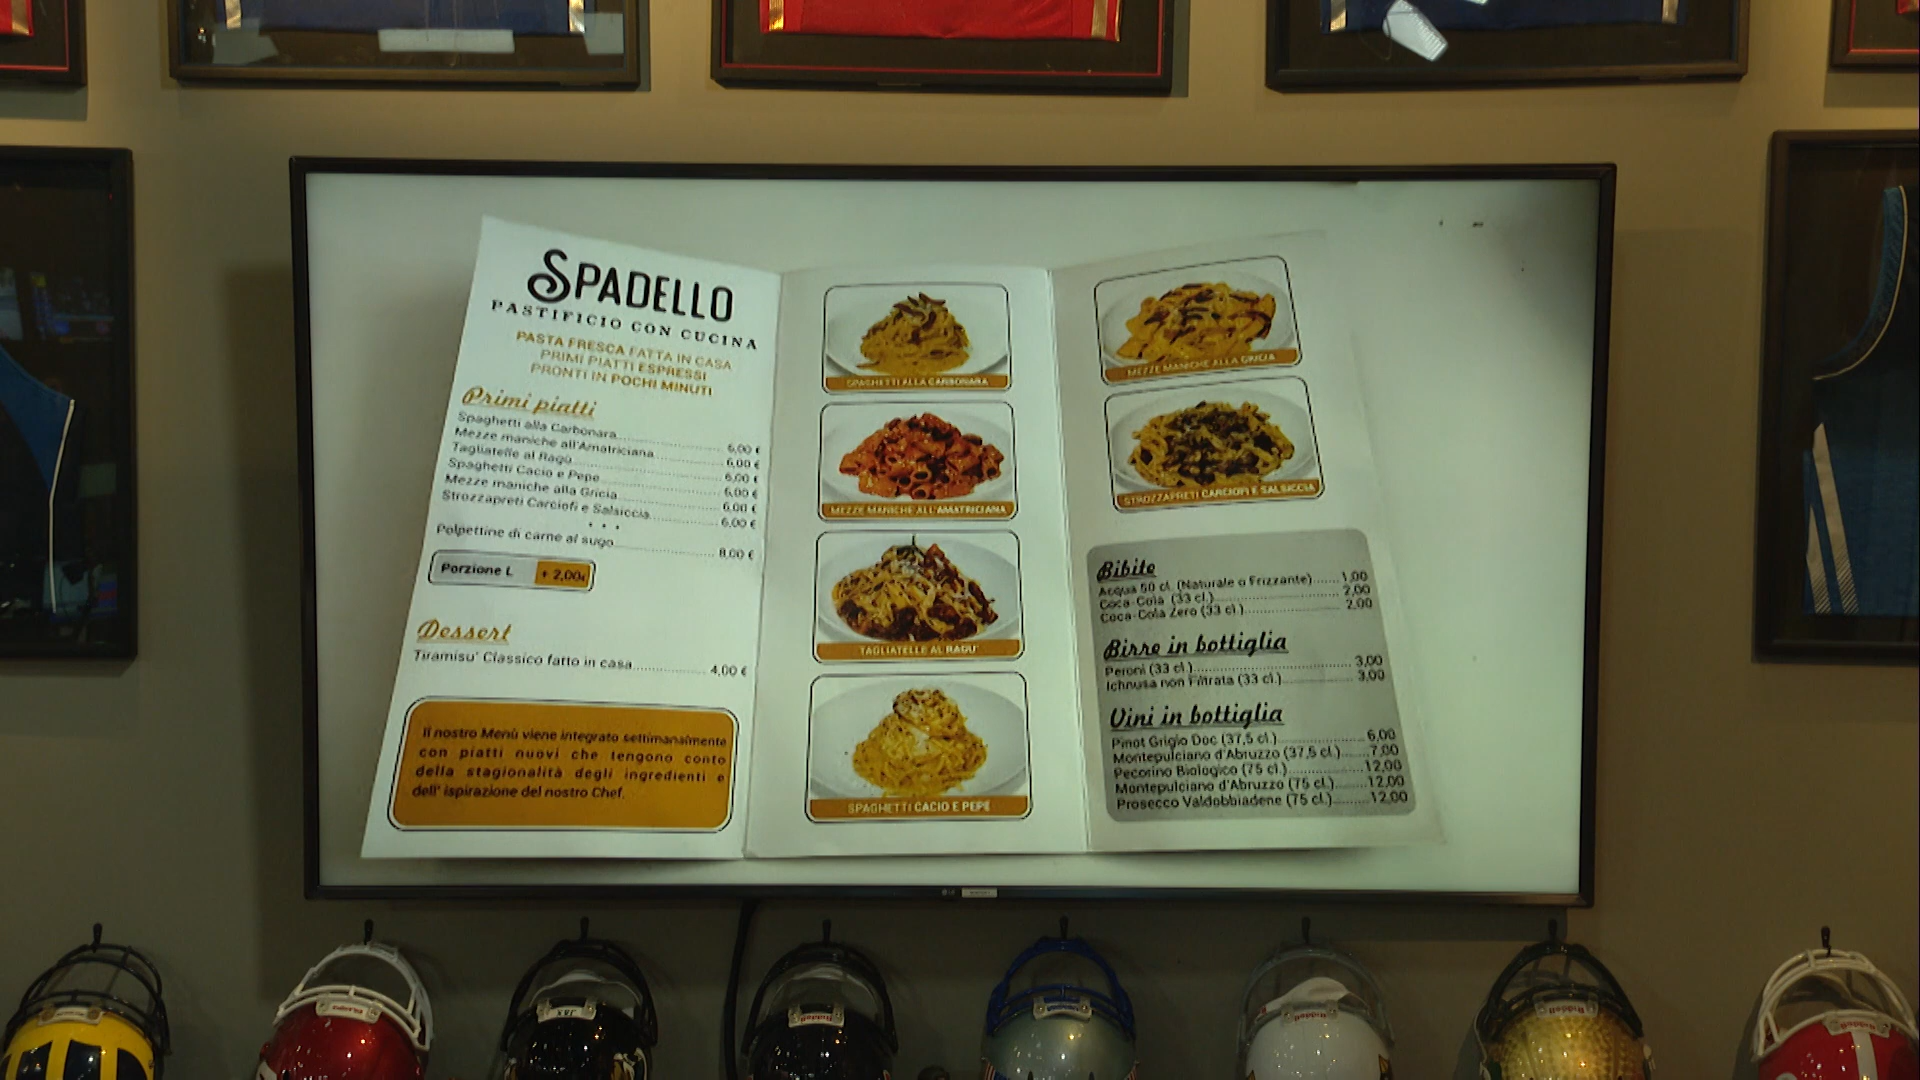 SPADELLO
PASTIFICIO CON CUCINA
PASTA FRESCA FATTA IN CASA
PRIMI PIATTI ESPRESSI
PRONTI IN POCHI MINUTI
Primi piatti
Spaghetti alla Carbonara 6,00 €
Mezze maniche all'Amatriciana 6,00 €
Tagliatelle al Ragù 6,00 €
Spaghetti Cacio e Pepe 6,00 €
Mezze maniche alla Gricia 6,00 €
Strozzapreti Carciofi e Salsiccia 6,00 €
Polpettine di carne al sugo 8,00 €
Porzione L + 2,00€
Dessert
Tiramisu' Classico fatto in casa 4,00 €
Il nostro Menù viene integrato settimanalmente
con piatti nuovi che tengono conto
della stagionalità degli ingredienti e
dell' ispirazione del nostro Chef.
SPAGHETTI ALLA CARBONARA
MEZZE MANICHE ALL'AMATRICIANA
TAGLIATELLE AL RAGU'
SPAGHETTI CACIO E PEPE
MEZZE MANICHE ALLA GRICIA
STROZZAPRETI CARCIOFI E SALSICCIA
Bibite
Acqua 50 cl. (Naturale o Frizzante) 1,00
Coca-Cola (33 cl.) 2,00
Coca-Cola Zero (33 cl.) 2,00
Birre in bottiglia
Peroni (33 cl.) 3,00
Ichnusa non Filtrata (33 cl.) 3,00
Vini in bottiglia
Pinot Grigio Doc (37,5 cl.) 6,00
Montepulciano d'Abruzzo (37,5 cl.) 7,00
Pecorino Biologico (75 cl.) 12,00
Montepulciano d'Abruzzo (75 cl.) 12,00
Prosecco Valdobbiadene (75 cl.) 12,00
LG
Riddell
Riddell
Riddell
Riddell